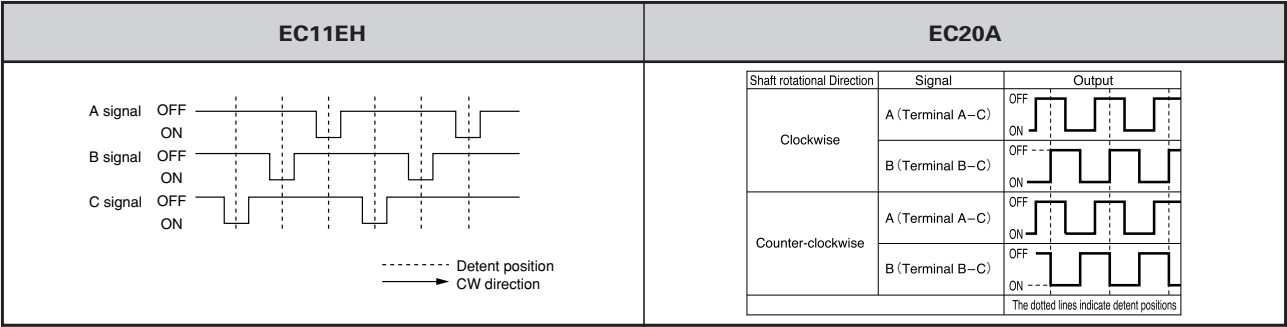 EC11EH
EC20A
A signal OFF
ON
B signal OFF
ON
C signal OFF
ON
Detent position
CW direction
Shaft rotational Direction Signal Output
Clockwise
A (Terminal A–C)
OFF
ON
B (Terminal B–C)
OFF
ON
Counter-clockwise
A (Terminal A–C)
OFF
ON
B (Terminal B–C)
OFF
ON
The dotted lines indicate detent positions